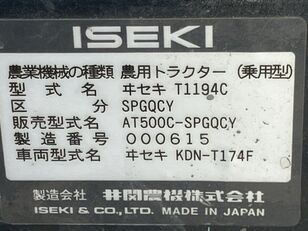 ISEKI
農業機械の種類 農用トラクター(乗用型)
型式名 ヰセキ T1194C
区分 SPGQCY
販売型式名 AT500C-SPGQCY
製造番号 000615
車両型式名 ヰセキ KDN-T174F
製造会社 井関農機株式会社
ISEKI & CO.,LTD. MADE IN JAPAN